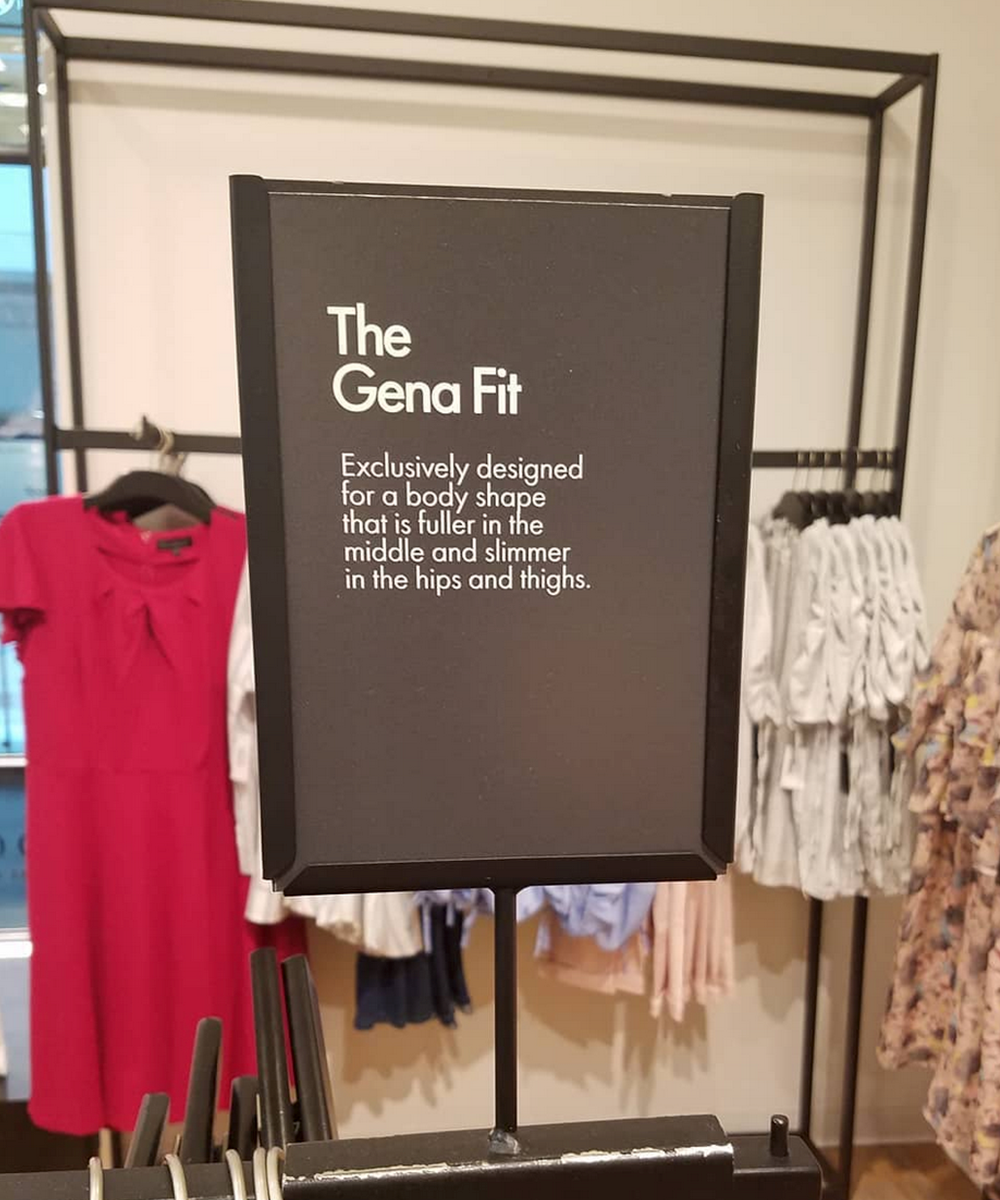 The
Gena Fit
Exclusively designed
for a body shape
that is fuller in the
middle and slimmer
in the hips and thighs.